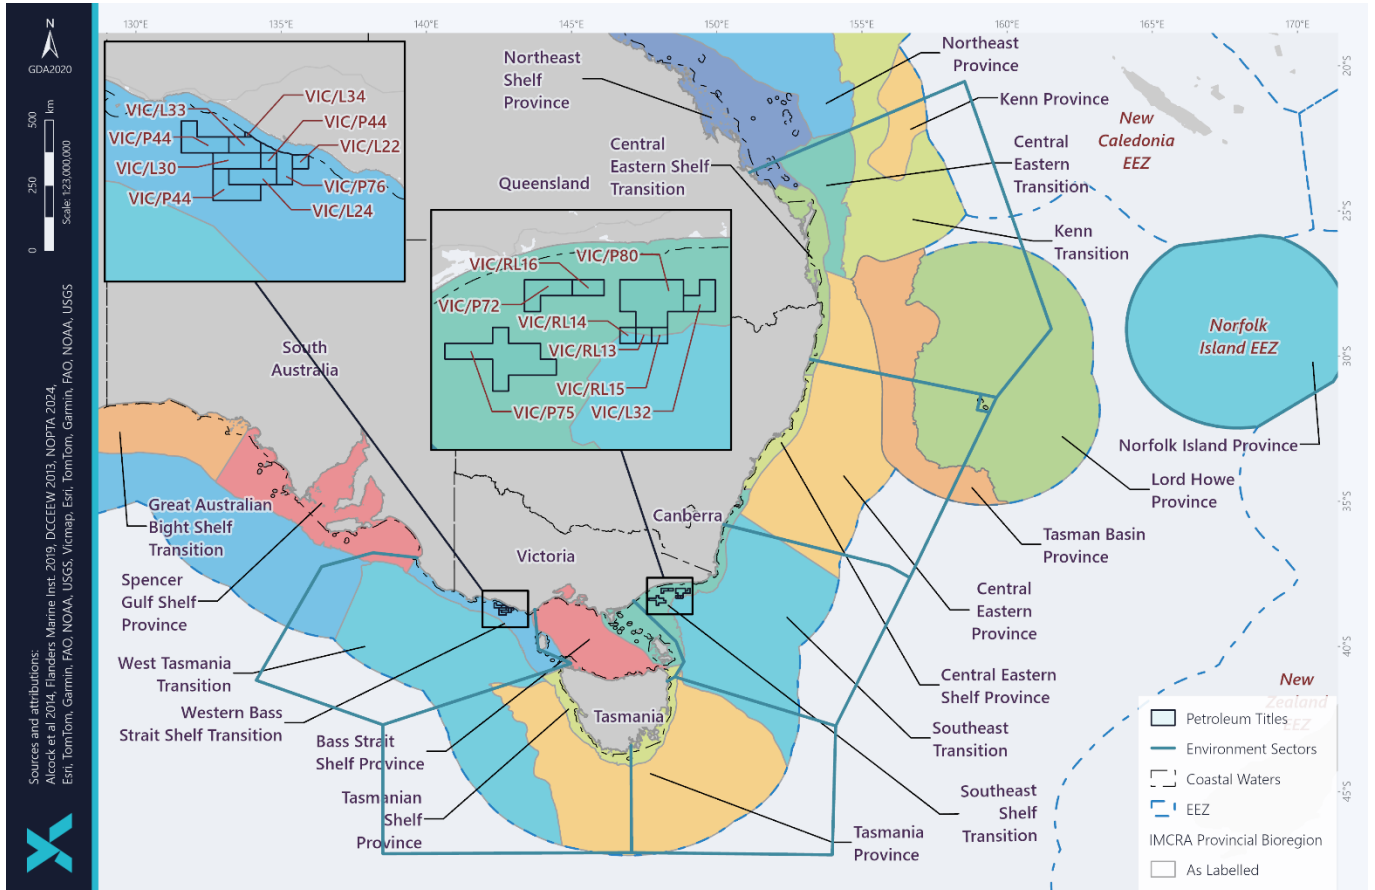 130°E
135°E
140°E
145°E
150°E
155°E
160°E
165°E
170°E
N
GDA2020
km
500
250
0
Scale: 1:23,000,000
Sources and attributions:
Alcock et al 2014, Flanders Marine Inst. 2019, DCCEEW 2013, NOPTA 2024,
Esri, TomTom, Garmin, FAO, NOAA, USGS, Vicmap, Esri, TomTom, Garmin, FAO, NOAA, USGS
VIC/L33
VIC/L34
VIC/P44
VIC/P44
VIC/L22
VIC/L30
VIC/P76
VIC/P44
VIC/L24
VIC/RL16
VIC/P80
VIC/P72
VIC/RL14
VIC/RL13
VIC/RL15
VIC/P75
VIC/L32
Northeast
Shelf
Province
Northeast
Province
Kenn Province
New
Caledonia
EEZ
Central
Eastern Shelf
Transition
Central
Eastern
Transition
Queensland
Kenn
Transition
Norfolk
Island EEZ
South
Australia
Norfolk Island Province
Lord Howe
Province
Tasman Basin
Province
Great Australian
Bight Shelf
Transition
Canberra
Victoria
Spencer
Gulf Shelf
Province
Central
Eastern
Province
West Tasmania
Transition
Central Eastern
Shelf Province
Western Bass
Strait Shelf Transition
Tasmania
Southeast
Transition
Bass Strait
Shelf Province
Tasmanian
Shelf
Province
Southeast
Shelf
Transition
Tasmania
Province
New
Zealand
EEZ
20°S
25°S
30°S
35°S
40°S
45°S
Petroleum Titles
Environment Sectors
Coastal Waters
EEZ
IMCRA Provincial Bioregion
As Labelled